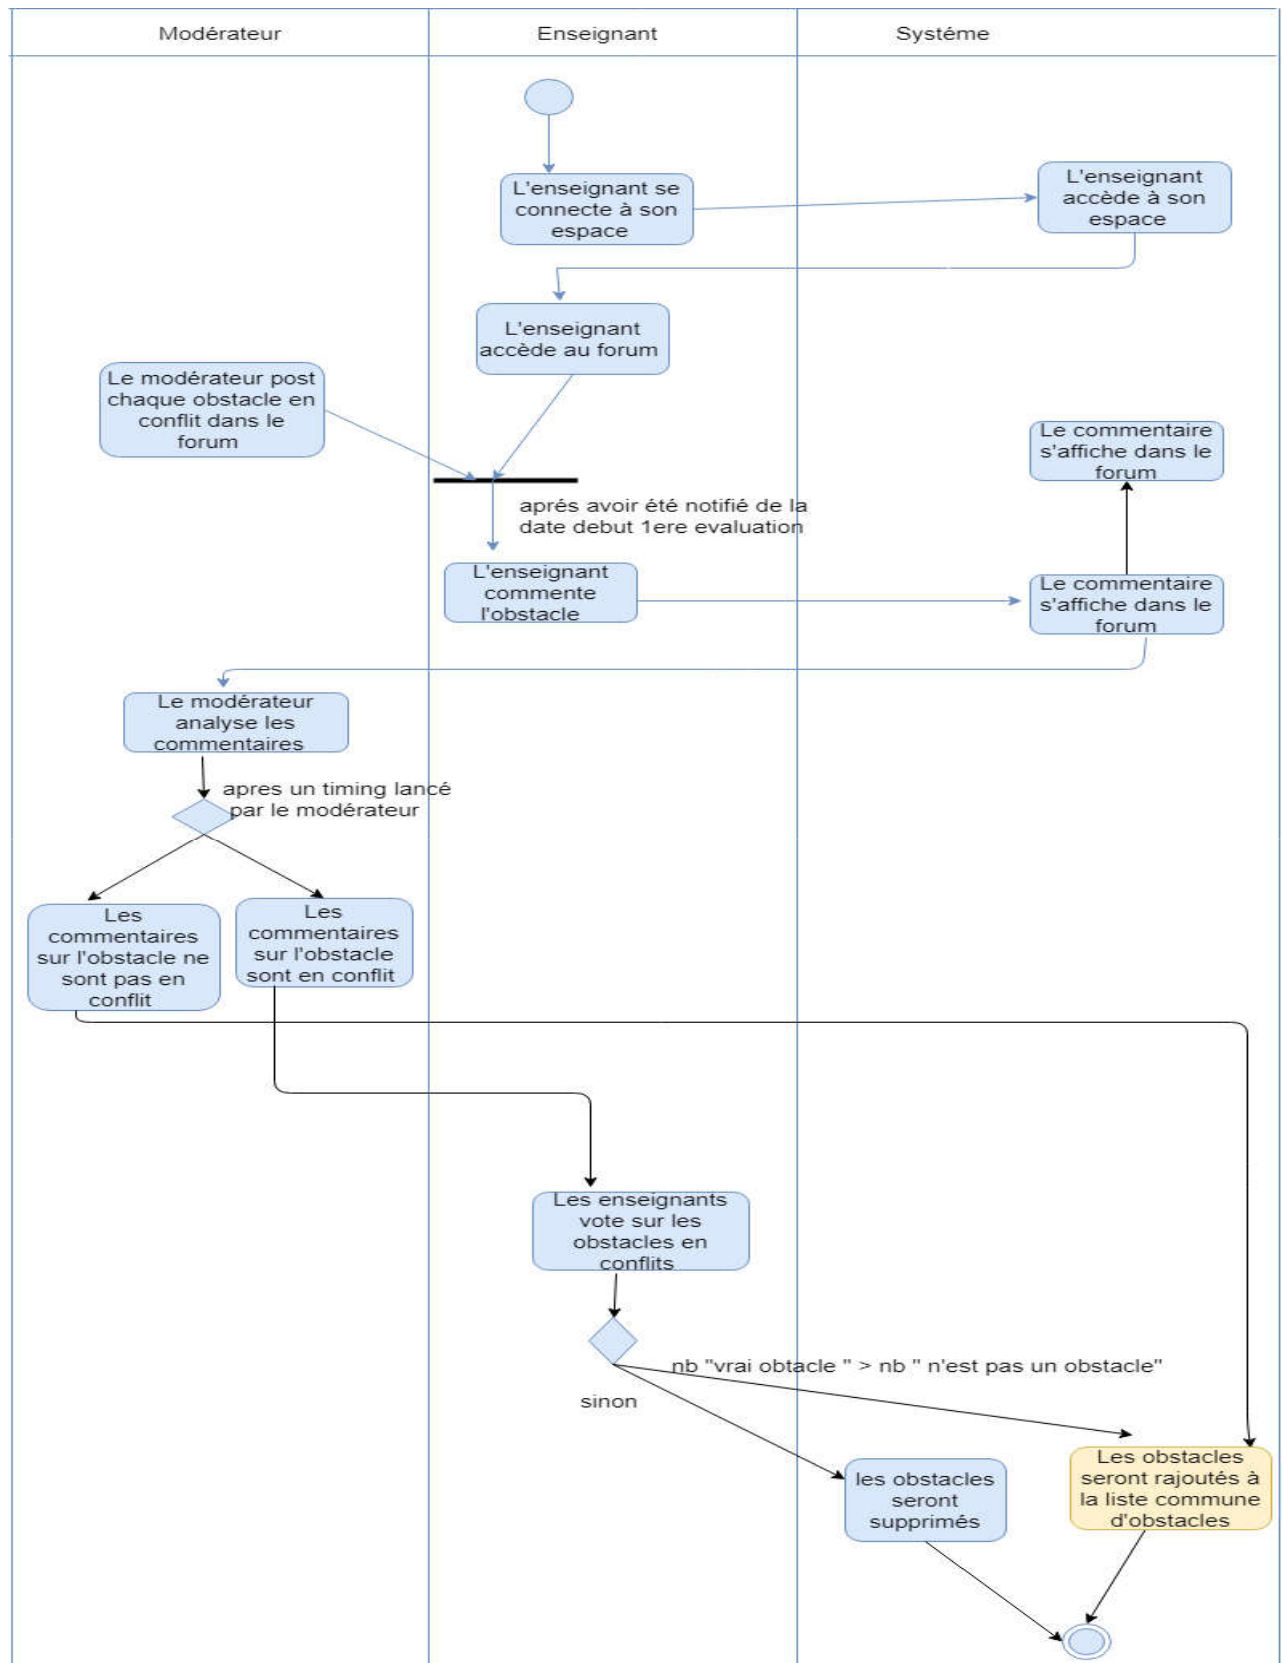 Modérateur
Enseignant
Systéme
L'enseignant se
connecte à son
espace
L'enseignant
accède à son
espace
L'enseignant
accède au forum
Le modérateur post
chaque obstacle en
conflit dans le
forum
Le commentaire
s'affiche dans le
forum
aprés avoir été notifié de la
date debut 1ere evaluation
L'enseignant
commente
l'obstacle
Le commentaire
s'affiche dans le
forum
Le modérateur
analyse les
commentaires
apres un timing lancé
par le modérateur
Les
commentaires
sur l'obstacle ne
sont pas en
conflit
Les
commentaires
sur l'obstacle
sont en conflit
Les enseignants
vote sur les
obstacles en
conflits
nb "vrai obtacle " > nb " n'est pas un obstacle"
sinon
les obstacles
seront
supprimés
Les obstacles
seront rajoutés à
la liste commune
d'obstacles